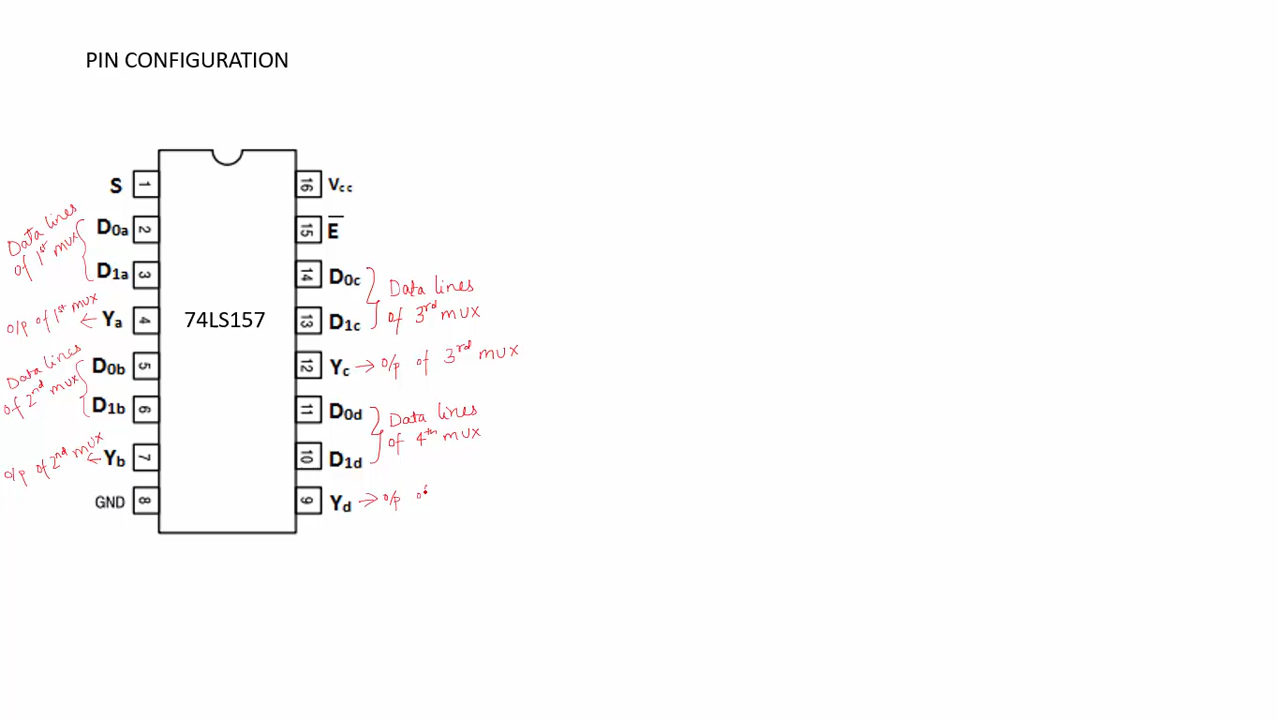 PIN CONFIGURATION
S 1
16 Vcc
Data lines
of 1st mux
D0a 2
15 E̅
D1a 3
14 D0c
Data lines
of 3rd mux
o/p of 1st mux
← Ya 4
74LS157
13 D1c
Data lines
of 2nd mux
D0b 5
12 Yc → o/p of 3rd mux
D1b 6
11 D0d
Data lines
of 4th mux
o/p of 2nd mux
← Yb 7
10 D1d
GND 8
9 Yd → o/p of